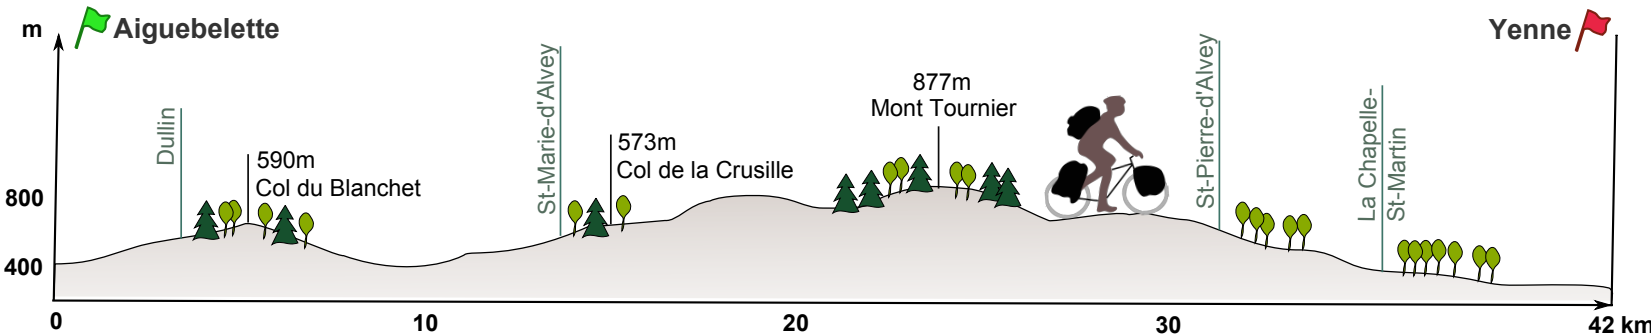 m
Aiguebelette
Yenne
Dullin
590m
Col du Blanchet
St-Marie-d'Alvey
573m
Col de la Crusille
877m
Mont Tournier
St-Pierre-d'Alvey
La Chapelle-
St-Martin
800
400
0
10
20
30
42 km